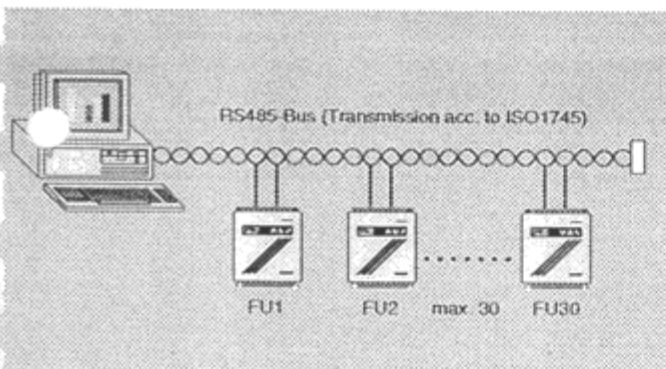 RS485-Bus (Transmission acc. to ISO1745)
FU1
FU2
max. 30
FU30